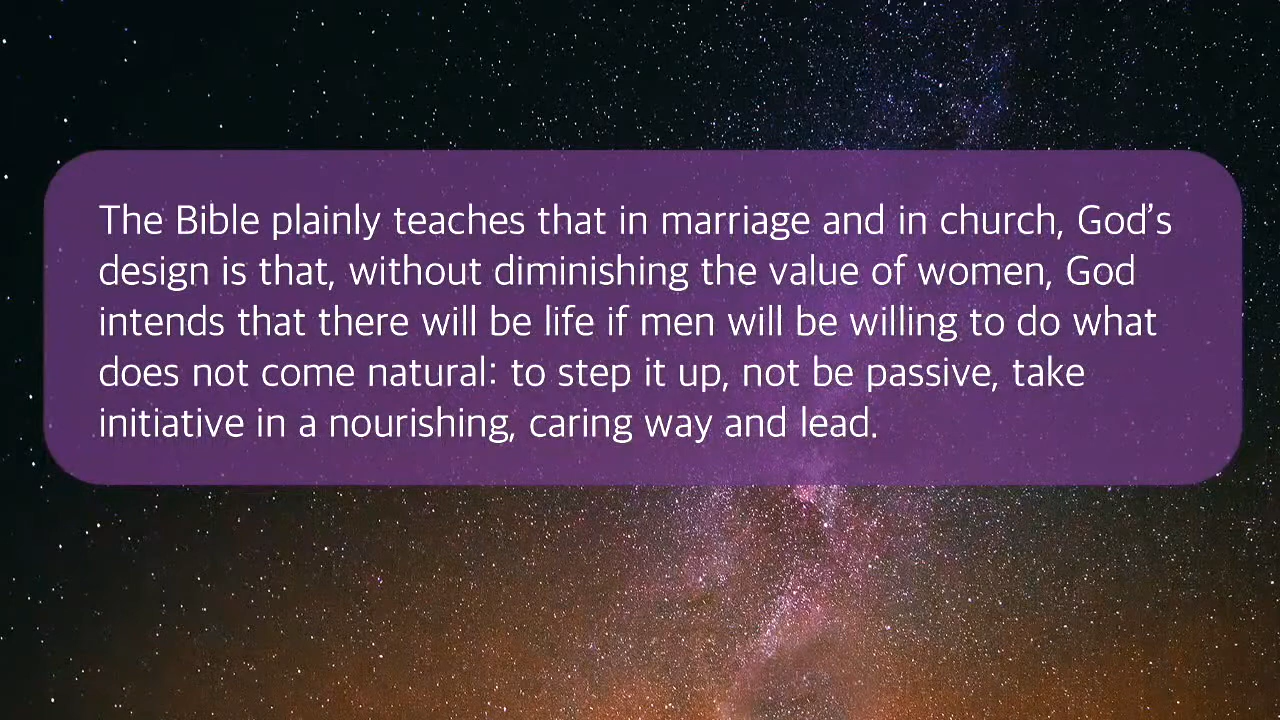 The Bible plainly teaches that in marriage and in church, God’s
design is that, without diminishing the value of women, God
intends that there will be life if men will be willing to do what
does not come natural: to step it up, not be passive, take
initiative in a nourishing, caring way and lead.